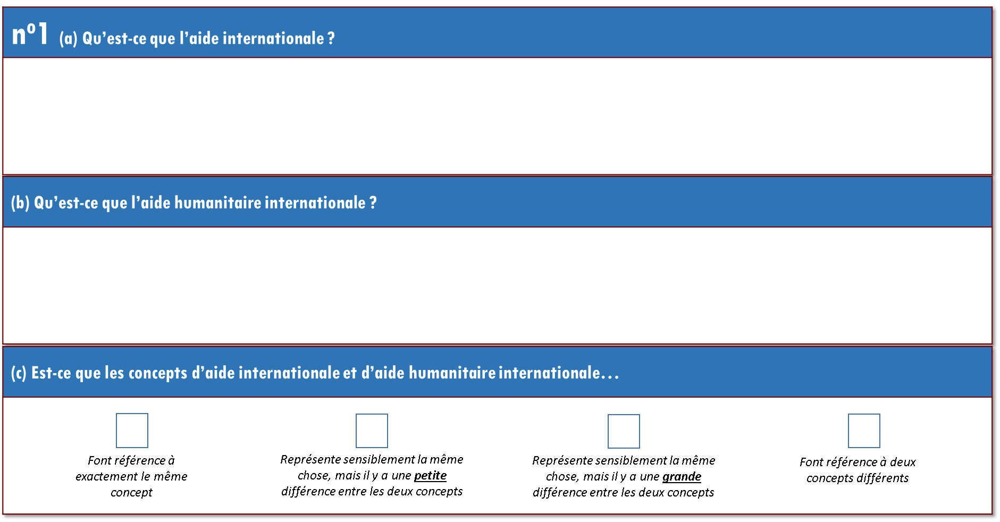 nº1 (a) Qu’est-ce que l’aide internationale ?
(b) Qu’est-ce que l’aide humanitaire internationale ?
(c) Est-ce que les concepts d’aide internationale et d’aide humanitaire internationale…
Font référence à
exactement le même
concept
Représente sensiblement la même
chose, mais il y a une petite
différence entre les deux concepts
Représente sensiblement la même
chose, mais il y a une grande
différence entre les deux concepts
Font référence à deux
concepts différents